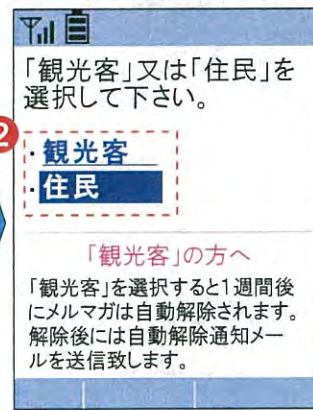 「観光客」又は「住民」を
選択して下さい。
2
・観光客
・住民
「観光客」の方へ
「観光客」を選択すると1週間後
にメルマガは自動解除されます。
解除後には自動解除通知メー
ルを送信致します。